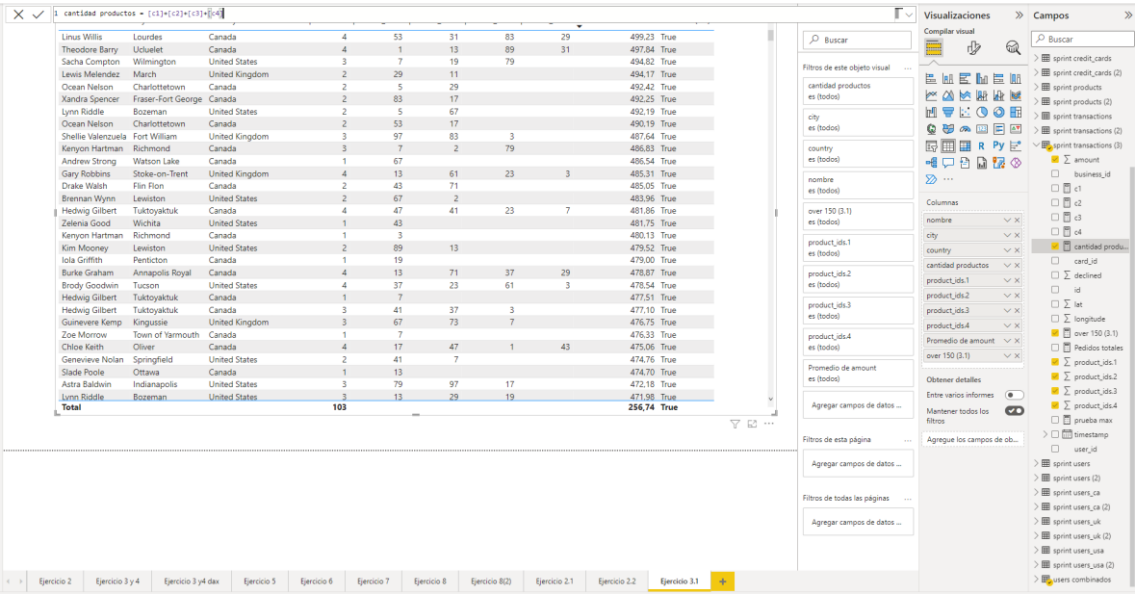 1 cantidad productos = [c1]+[c2]+[c3]+[c4]
Linus Willis Lourdes Canada 4 53 31 83 29 499,23 True
Theodore Barry Ucluelet Canada 4 1 13 89 31 497,84 True
Sacha Compton Wilmington United States 3 7 19 79 494,82 True
Lewis Melendez March United Kingdom 2 29 11 494,17 True
Ocean Nelson Charlottetown Canada 2 5 29 492,42 True
Xandra Spencer Fraser-Fort George Canada 2 83 17 492,25 True
Lynn Riddle Bozeman United States 2 5 67 492,19 True
Ocean Nelson Charlottetown Canada 2 53 17 490,19 True
Shellie Valenzuela Fort William United Kingdom 3 97 83 3 487,64 True
Kenyon Hartman Richmond Canada 3 7 2 79 486,83 True
Andrew Strong Watson Lake Canada 1 67 486,54 True
Gary Robbins Stoke-on-Trent United Kingdom 4 13 61 23 3 485,31 True
Drake Walsh Flin Flon Canada 2 43 71 485,05 True
Brennan Wynn Lewiston United States 2 67 2 483,96 True
Hedwig Gilbert Tuktoyaktuk Canada 4 47 41 23 7 481,86 True
Zelenia Good Wichita United States 1 43 481,75 True
Kenyon Hartman Richmond Canada 1 3 480,13 True
Kim Mooney Lewiston United States 2 89 13 479,52 True
Iola Griffith Penticton Canada 1 19 479,00 True
Burke Graham Annapolis Royal Canada 4 13 71 37 29 478,87 True
Brody Goodwin Tucson United States 4 37 23 61 3 478,54 True
Hedwig Gilbert Tuktoyaktuk Canada 1 7 477,51 True
Hedwig Gilbert Tuktoyaktuk Canada 3 41 37 3 477,10 True
Guinevere Kemp Kingussie United Kingdom 3 67 73 7 476,75 True
Zoe Morrow Town of Yarmouth Canada 1 7 476,33 True
Chloe Keith Olliver Canada 4 17 47 1 43 475,06 True
Genevieve Nolan Springfield United States 2 41 7 474,76 True
Slade Poole Ottawa Canada 1 13 474,70 True
Astra Baldwin Indianapolis United States 3 79 97 17 472,18 True
Lynn Riddle Bozeman United States 3 13 29 19 471,98 True
Total 103 256,74 True
Buscar
Filtros de este objeto visual ...
cantidad productos
es (todos)
city
es (todos)
country
es (todos)
nombre
es (todos)
over 150 (3.1)
es (todos)
product_ids.1
es (todos)
product_ids.2
es (todos)
product_ids.3
es (todos)
product_ids.4
es (todos)
Promedio de amount
es (todos)
Agregar campos de datos ...
Filtros de esta página ...
Agregar campos de datos ...
Filtros de todas las páginas ...
Agregar campos de datos ...
Visualizaciones
Compilar visual
R Py
...
Columnas
nombre
city
country
cantidad productos
product_ids.1
product_ids.2
product_ids.3
product_ids.4
Promedio de amount
over 150 (3.1)
Obtener detalles
Entre varios informes
Mantener todos los
filtros
Agregue los campos de ob...
Campos
Buscar
sprint credit_cards
sprint credit_cards (2)
sprint products
sprint products (2)
sprint transactions
sprint transactions (2)
sprint transactions (3)
amount
business_id
c1
c2
c3
c4
cantidad produ...
card_id
declined
id
lat
longitude
over 150 (3.1)
Pedidos totales
product_ids.1
product_ids.2
product_ids.3
product_ids.4
prueba max
timestamp
user_id
sprint users
sprint users (2)
sprint users_ca
sprint users_ca (2)
sprint users_uk
sprint users_uk (2)
sprint users_usa
sprint users_usa (2)
users combinados
Ejercicio 2 Ejercicio 3 y 4 Ejercicio 3 y4 dax Ejercicio 5 Ejercicio 6 Ejercicio 7 Ejercicio 8 Ejercicio 8(2) Ejercicio 2.1 Ejercicio 2.2 Ejercicio 3.1 +